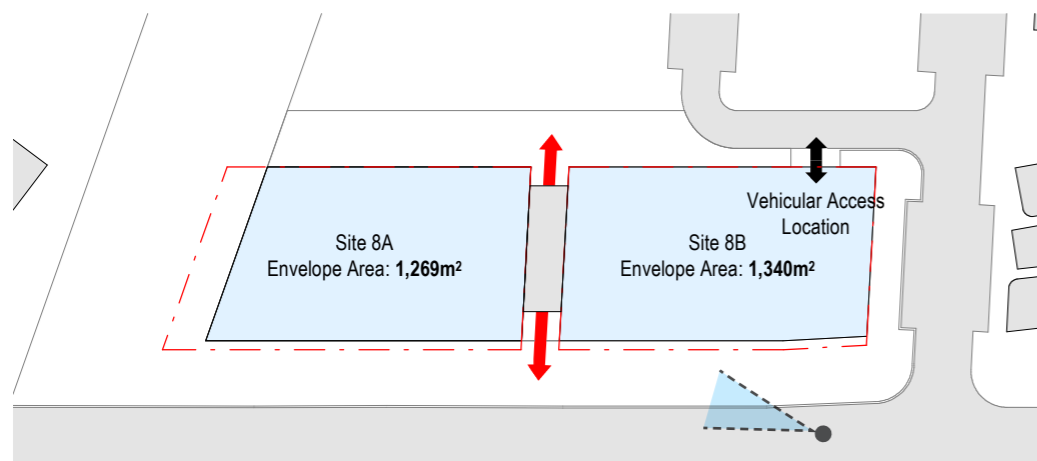 Vehicular Access
Location
Site 8A
Envelope Area: 1,269m²
Site 8B
Envelope Area: 1,340m²